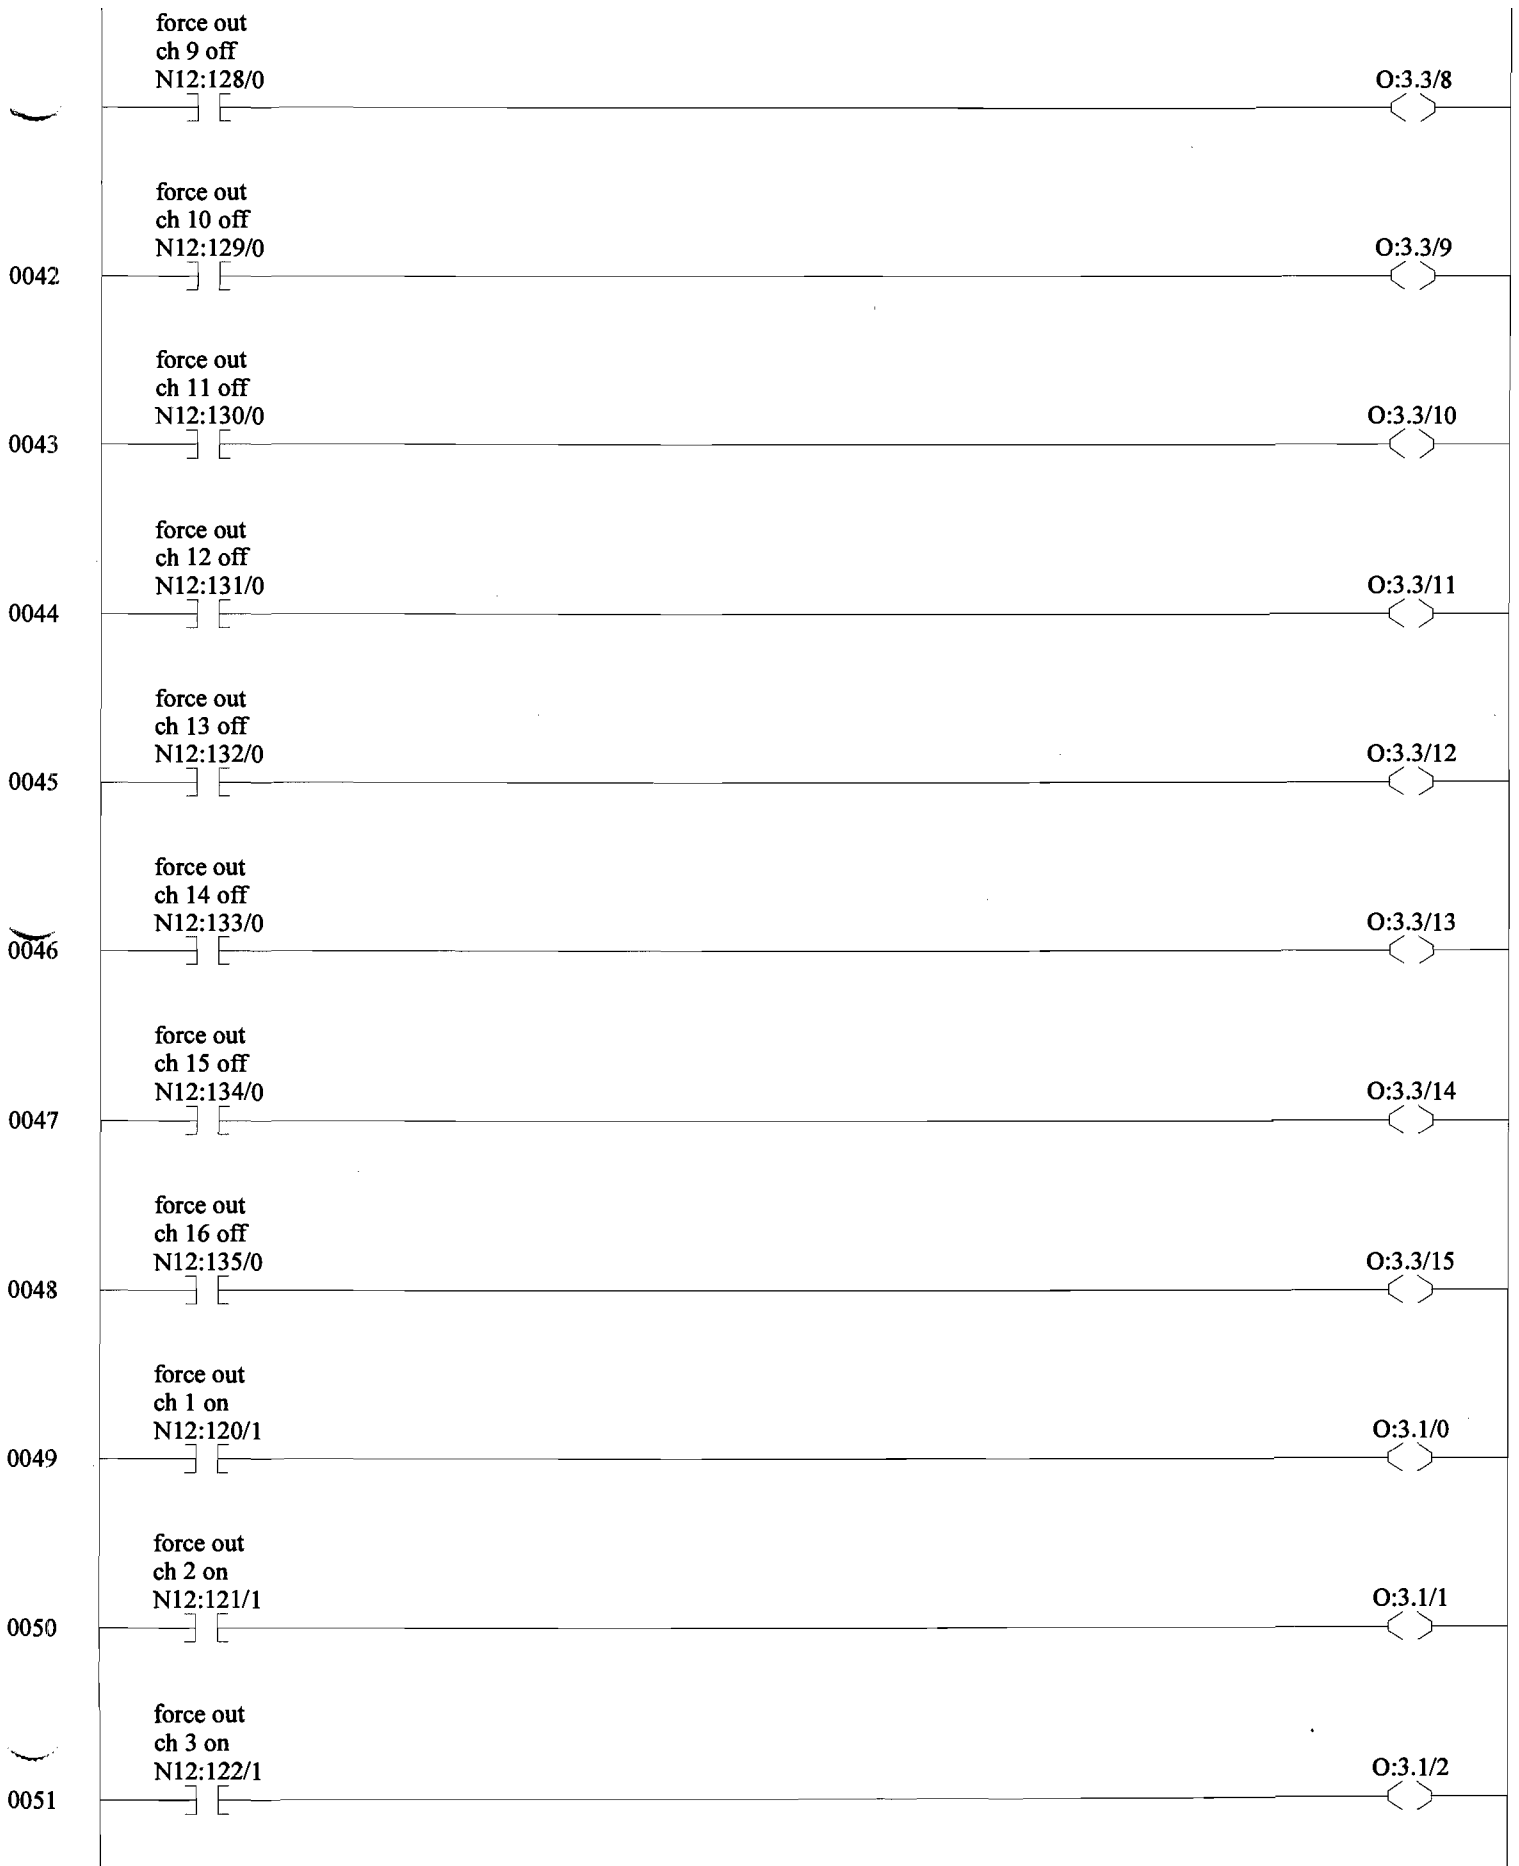 force out
ch 9 off
N12:128/0
O:3.3/8
force out
ch 10 off
N12:129/0
O:3.3/9
0042
force out
ch 11 off
N12:130/0
O:3.3/10
0043
force out
ch 12 off
N12:131/0
O:3.3/11
0044
force out
ch 13 off
N12:132/0
O:3.3/12
0045
force out
ch 14 off
N12:133/0
O:3.3/13
0046
force out
ch 15 off
N12:134/0
O:3.3/14
0047
force out
ch 16 off
N12:135/0
O:3.3/15
0048
force out
ch 1 on
N12:120/1
O:3.1/0
0049
force out
ch 2 on
N12:121/1
O:3.1/1
0050
force out
ch 3 on
N12:122/1
O:3.1/2
0051